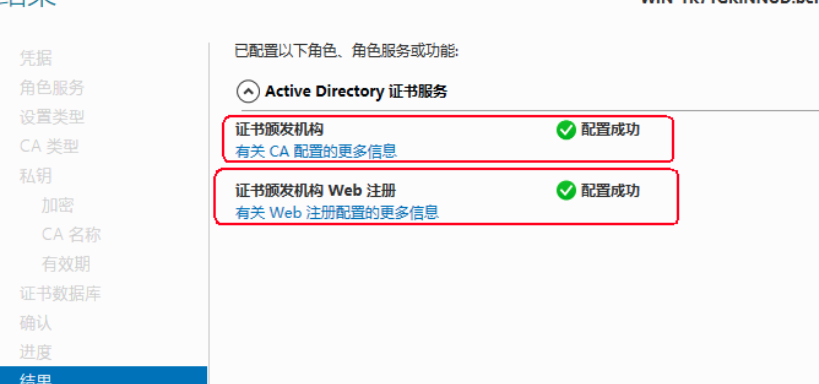 结果
凭据
角色服务
设置类型
CA 类型
私钥
加密
CA 名称
有效期
证书数据库
确认
进度
结果
已配置以下角色、角色服务或功能:
Active Directory 证书服务
证书颁发机构
配置成功
有关 CA 配置的更多信息
证书颁发机构 Web 注册
配置成功
有关 Web 注册配置的更多信息